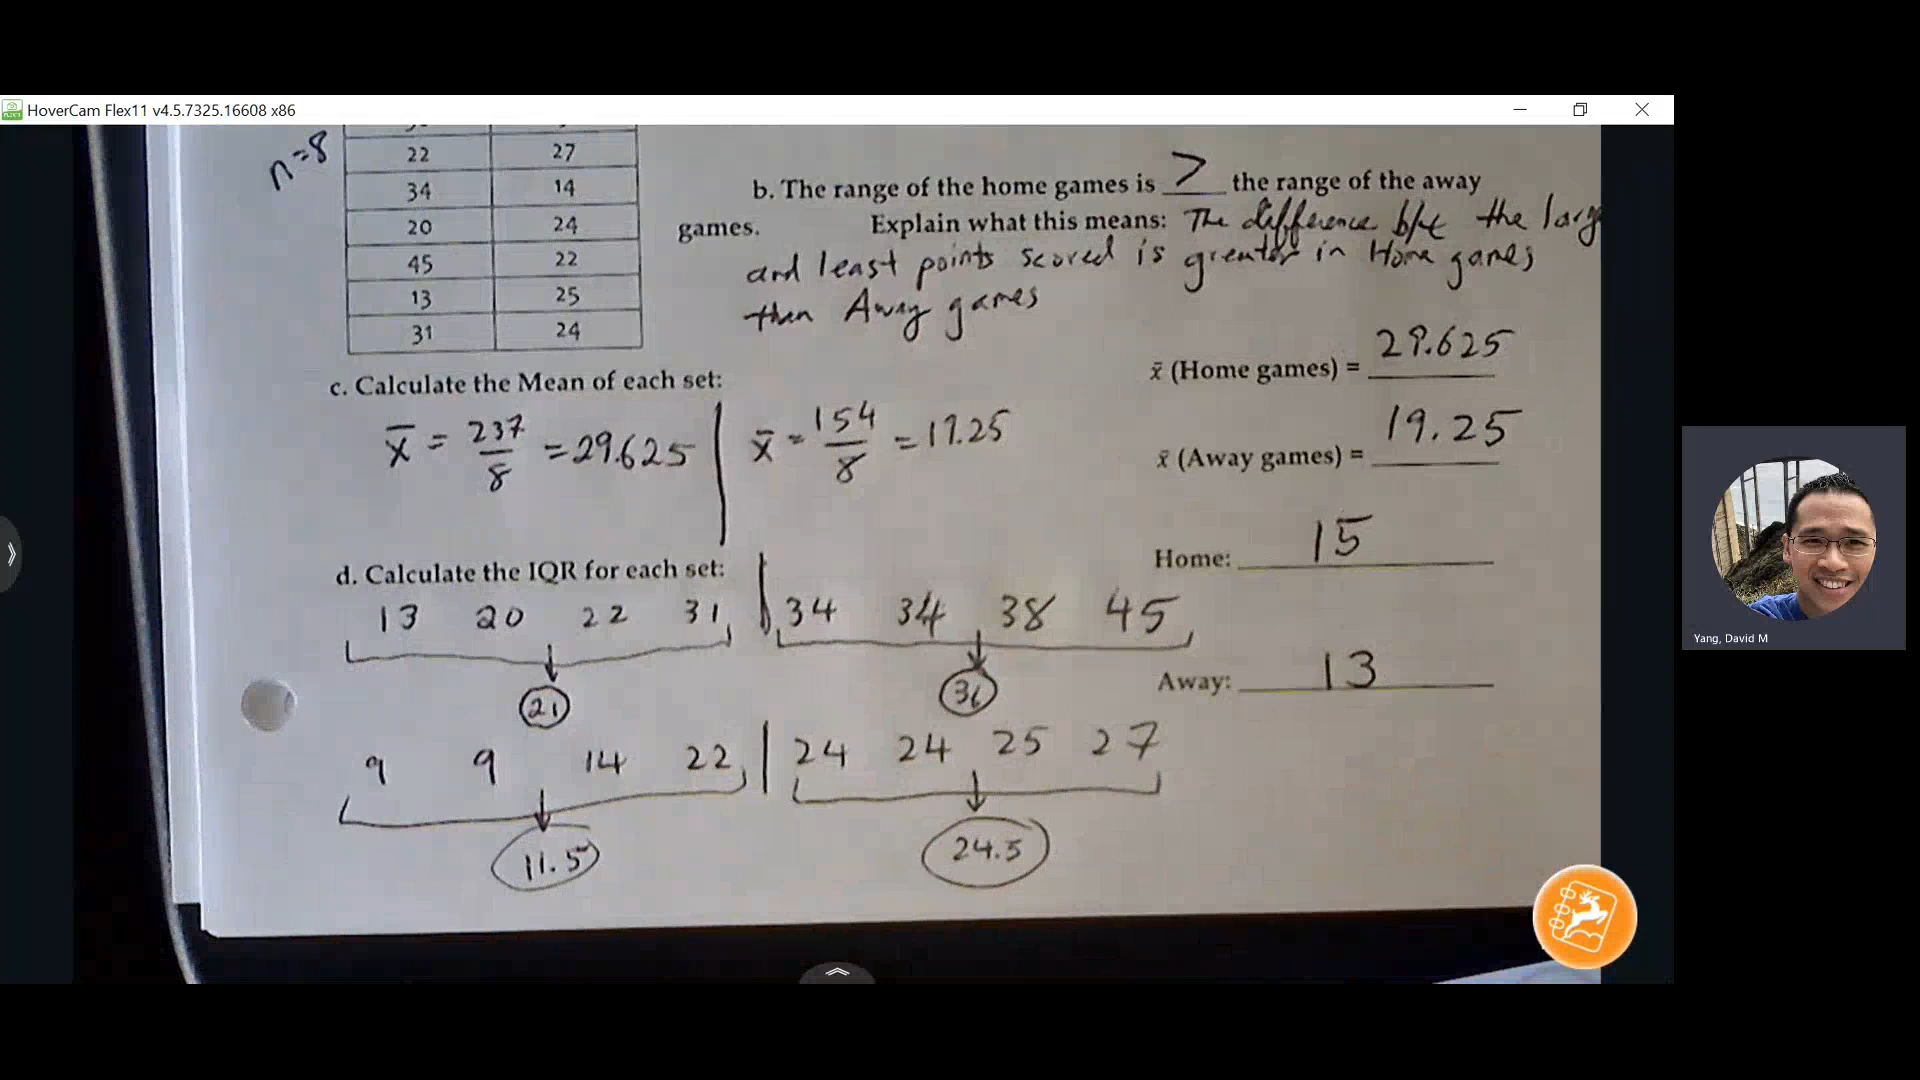 HoverCam Flex11 v4.5.7325.16608 x86
n=8
22 27
34 14
20 24
45 22
13 25
31 24
b. The range of the home games is > the range of the away
games. Explain what this means: The difference b/t the larg
and least points scored is greater in Home games
than Away games
c. Calculate the Mean of each set:
x̄ = 237/8 = 29.625 | x̄ = 154/8 = 19.25
x̄ (Home games) = 29.625
x̄ (Away games) = 19.25
d. Calculate the IQR for each set:
Home: 15
13 20 22 31 | 34 34 38 45
21 36
Away: 13
9 9 14 22 | 24 24 25 27
11.5 24.5
Yang, David M